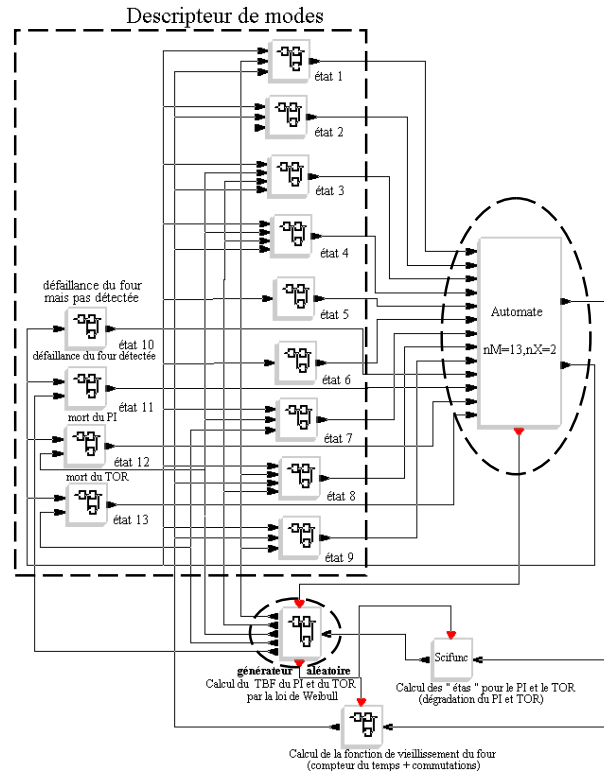 Descripteur de modes
état 1
état 2
état 3
état 4
état 5
état 6
état 7
état 8
état 9
défaillance du four
mais pas détectée
état 10
défaillance du four détectée
état 11
mort du PI
état 12
mort du TOR
état 13
Automate
nM=13,nX=2
générateur aléatoire
Calcul du TBF du PI et du TOR
par la loi de Weibull
Scifunc
Calcul des " étas " pour le PI et le TOR
(dégradation du PI et TOR)
Calcul de la fonction de vieillissement du four
(compteur du temps + commutations)